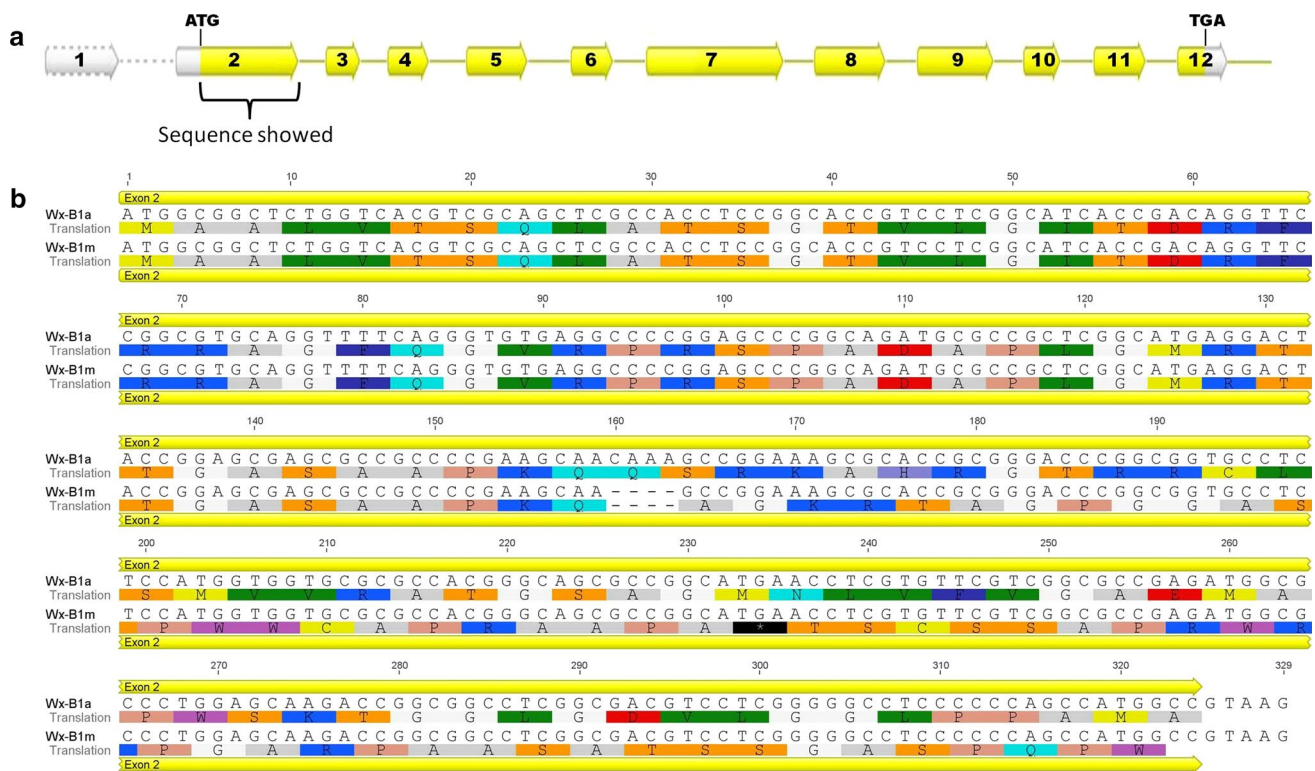 a
ATG
TGA
1 2 3 4 5 6 7 8 9 10 11 12
Sequence showed
b
1 10 20 30 40 50 60
Exon 2
Wx-B1a ATGGCGGCTCTGGTCACGTCGCAGCTCGCCACCTCCGGCACCGTCCTCGGCATCACCGACAGGTTC
Translation M A A L V T S Q L A T S G T V L G I T D R F
Wx-B1m ATGGCGGCTCTGGTCACGTCGCAGCTCGCCACCTCCGGCACCGTCCTCGGCATCACCGACAGGTTC
Translation M A A L V T S Q L A T S G T V L G I T D R F
Exon 2
70 80 90 100 110 120 130
Exon 2
Wx-B1a CGGCGTGCAGGTTTTCAGGGTGTGAGGCCCCGGAGCCCGGCAGATGCGCCGCTCGGCATGAGGACT
Translation R R A G F Q G V R P R S P A D A P L G M R T
Wx-B1m CGGCGTGCAGGTTTTCAGGGTGTGAGGCCCCGGAGCCCGGCAGATGCGCCGCTCGGCATGAGGACT
Translation R R A G F Q G V R P R S P A D A P L G M R T
Exon 2
140 150 160 170 180 190
Exon 2
Wx-B1a ACCGGAGCGAGCGCCGCCCCGAAGCAACAAAGCCGGAAAGCGCACCGCGGGACCCGGCGGTGCCTC
Translation T G A S A A P K Q Q S R K A H R G T R R C L
Wx-B1m ACCGGAGCGAGCGCCGCCCCGAAGCAA----GCCGGAAAGCGCACCGCGGGACCCGGCGGTGCCTC
Translation T G A S A A P K Q ---- A G K R T A G P G G A S
Exon 2
200 210 220 230 240 250 260
Exon 2
Wx-B1a TCCATGGTGGTGCGCGCCACGGGCAGCGCCGGCATGAACCTCGTGTTCGTCGGCGCCGAGATGGCG
Translation S M V V R A T G S A G M N L V F V G A E M A
Wx-B1m TCCATGGTGGTGCGCGCCACGGGCAGCGCCGGCATGAACCTCGTGTTCGTCGGCGCCGAGATGGCG
Translation P W W C A P R A A P A * T S C S S A P R W R
Exon 2
270 280 290 300 310 320 329
Exon 2
Wx-B1a CCCTGGAGCAAGACCGGCGGCCTCGGCGACGTCCTCGGGGGCCTCCCCCCAGCCATGGCCGTAAG
Translation P W S K T G G L G D V L G G L P P A M A
Wx-B1m CCCTGGAGCAAGACCGGCGGCCTCGGCGACGTCCTCGGGGGCCTCCCCCCAGCCATGGCCGTAAG
Translation P G A R P A A S A T S S G A S P Q P W
Exon 2